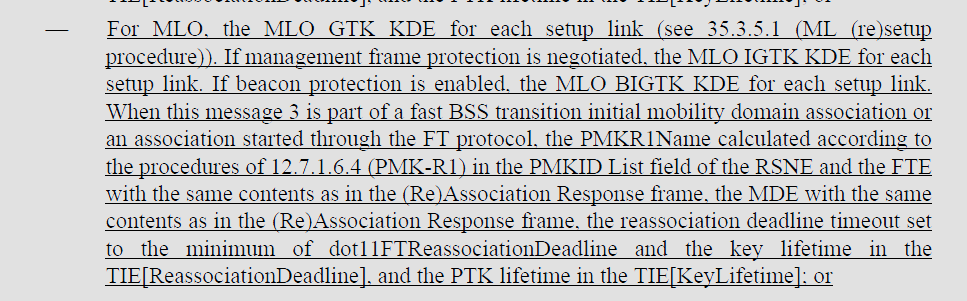 TIE[ReassociationDeadline], and the PTK lifetime in the TIE[KeyLifetime]; or
— For MLO, the MLO GTK KDE for each setup link (see 35.3.5.1 (ML (re)setup
procedure)). If management frame protection is negotiated, the MLO IGTK KDE for each
setup link. If beacon protection is enabled, the MLO BIGTK KDE for each setup link.
When this message 3 is part of a fast BSS transition initial mobility domain association or
an association started through the FT protocol, the PMKR1Name calculated according to
the procedures of 12.7.1.6.4 (PMK-R1) in the PMKID List field of the RSNE and the FTE
with the same contents as in the (Re)Association Response frame, the MDE with the same
contents as in the (Re)Association Response frame, the reassociation deadline timeout set
to the minimum of dot11FTReassociationDeadline and the key lifetime in the
TIE[ReassociationDeadline], and the PTK lifetime in the TIE[KeyLifetime]; or